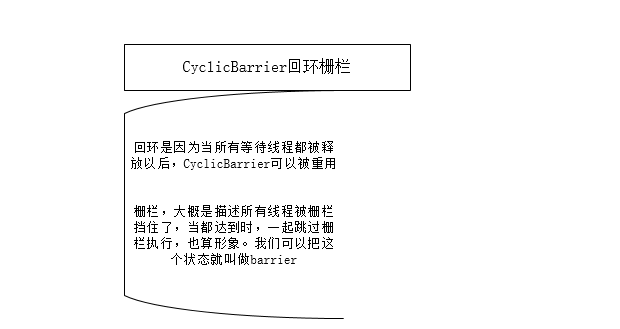 CyclicBarrier回环栅栏
回环是因为当所有等待线程都被释
放以后，CyclicBarrier可以被重用
栅栏，大概是描述所有线程被栅栏
挡住了，当都达到时，一起跳过栅
栏执行，也算形象。我们可以把这
个状态就叫做barrier